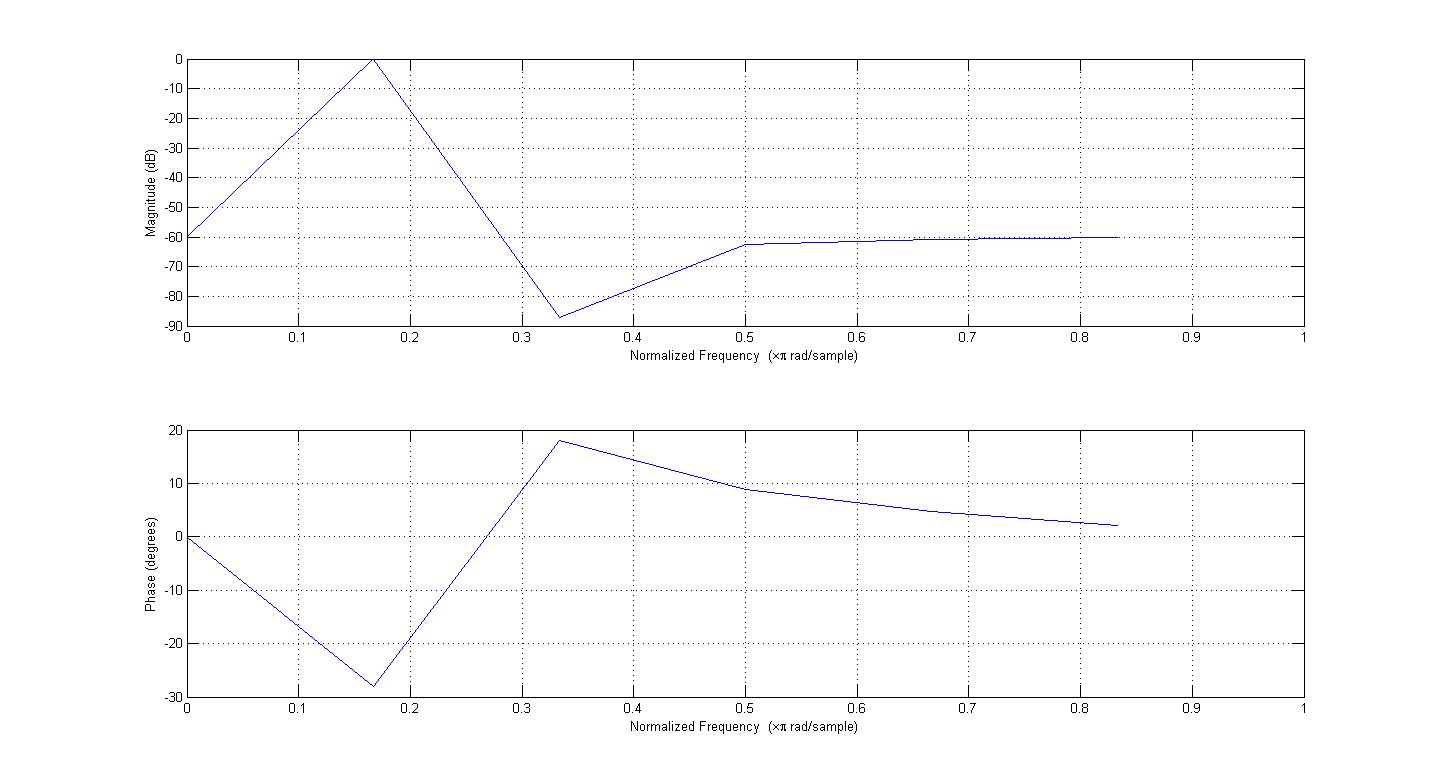 0
-10
-20
-30
-40
-50
-60
-70
-80
-90
Magnitude (dB)
0 0.1 0.2 0.3 0.4 0.5 0.6 0.7 0.8 0.9 1
Normalized Frequency (×π rad/sample)
20
10
0
-10
-20
-30
Phase (degrees)
0 0.1 0.2 0.3 0.4 0.5 0.6 0.7 0.8 0.9 1
Normalized Frequency (×π rad/sample)